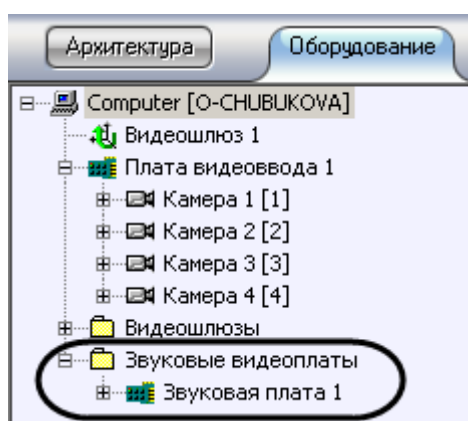 Архитектура Оборудование
Computer [O-CHUBUKOVA]
Видеошлюз 1
Плата видеоввода 1
Камера 1 [1]
Камера 2 [2]
Камера 3 [3]
Камера 4 [4]
Видеошлюзы
Звуковые видеоплаты
Звуковая плата 1